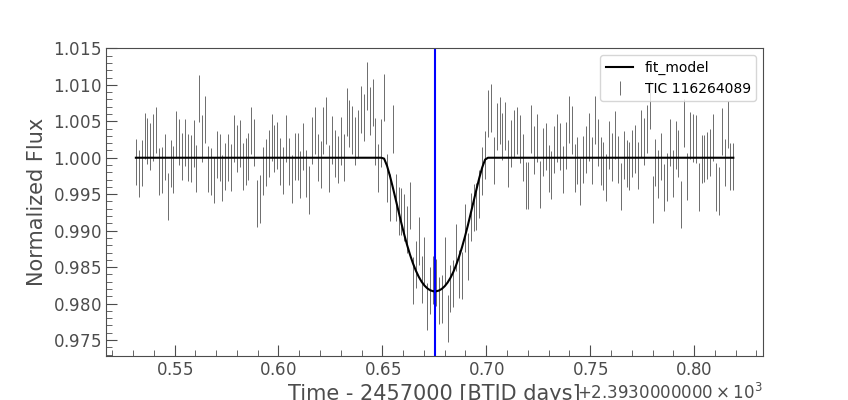 1.015
1.010
1.005
1.000
0.995
0.990
0.985
0.980
0.975
Normalized Flux
fit_model
TIC 116264089
0.55 0.60 0.65 0.70 0.75 0.80
Time - 2457000 [BTJD days]
+2.3930000000 × 10³